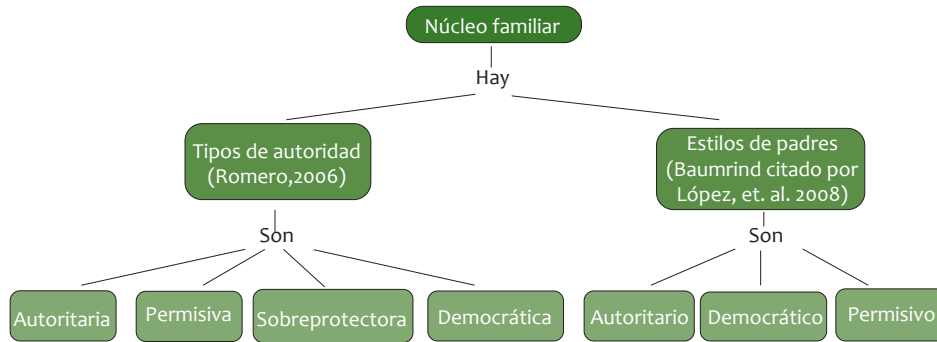 Núcleo familiar
Hay
Tipos de autoridad
(Romero,2006)
Estilos de padres
(Baumrind citado por
López, et. al. 2008)
Son
Son
Autoritaria
Permisiva
Sobreprotectora
Democrática
Autoritario
Democrático
Permisivo